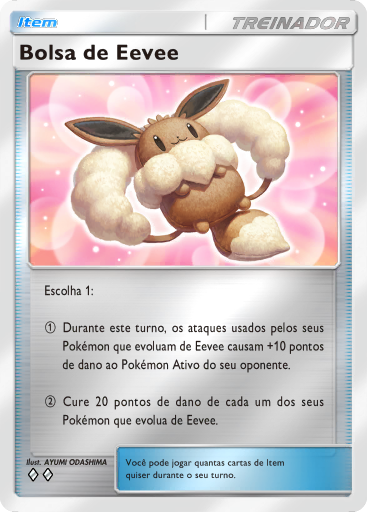 Item
TREINADOR
Bolsa de Eevee
Escolha 1:
① Durante este turno, os ataques usados pelos seus
Pokémon que evoluam de Eevee causam +10 pontos
de dano ao Pokémon Ativo do seu oponente.
② Cure 20 pontos de dano de cada um dos seus
Pokémon que evolua de Eevee.
Ilust. AYUMI ODASHIMA
Você pode jogar quantas cartas de Item
quiser durante o seu turno.